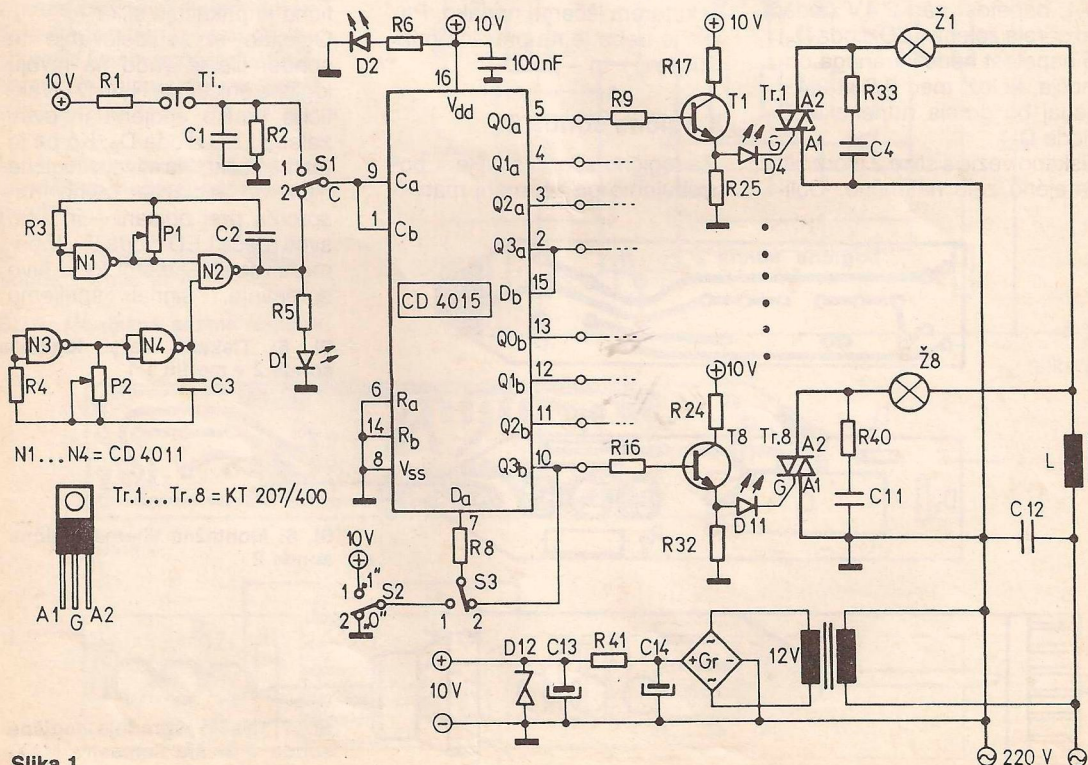 10 V
R6
D2
100nF
16
Vdd
10 V
R1
Ti.
C1
R2
1
S1
2
C
9
Ca
1
Cb
CD 4015
5
Q0a
4
Q1a
3
Q2a
2
Q3a
15
Db
13
Q0b
12
Q1b
11
Q2b
10
Q3b
6
Ra
14
Rb
8
Vss
Da
7
R8
R3
P1
C2
N1
N2
N3
N4
R4
P2
C3
R5
D1
N1...N4 = CD 4011
Tr.1...Tr.8 = KT 207/400
A1 G A2
10V
1 „1"
S2
2 „0"
S3
1
2
10 V
R17
R9
T1
Tr.1
A2
G
A1
D4
R25
R33
C4
Ž1
10V
R24
R16
T8
Tr.8
A2
G
A1
D11
R32
R40
C11
Ž8
L
C12
10 V
D12
C13
R41
C14
Gr
12V
220 V
Slika 1